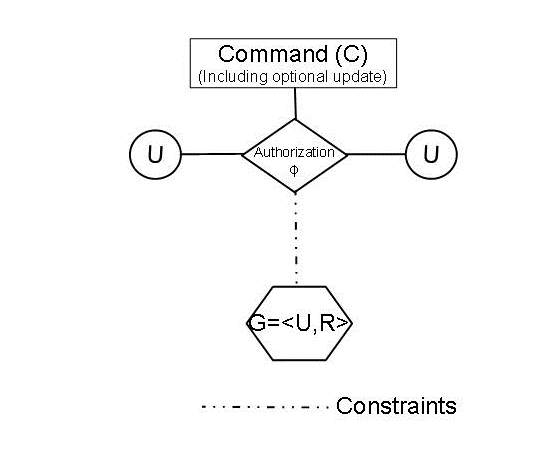 Command (C)
(Including optional update)
U
Authorization
ϕ
U
G=<U,R>
Constraints